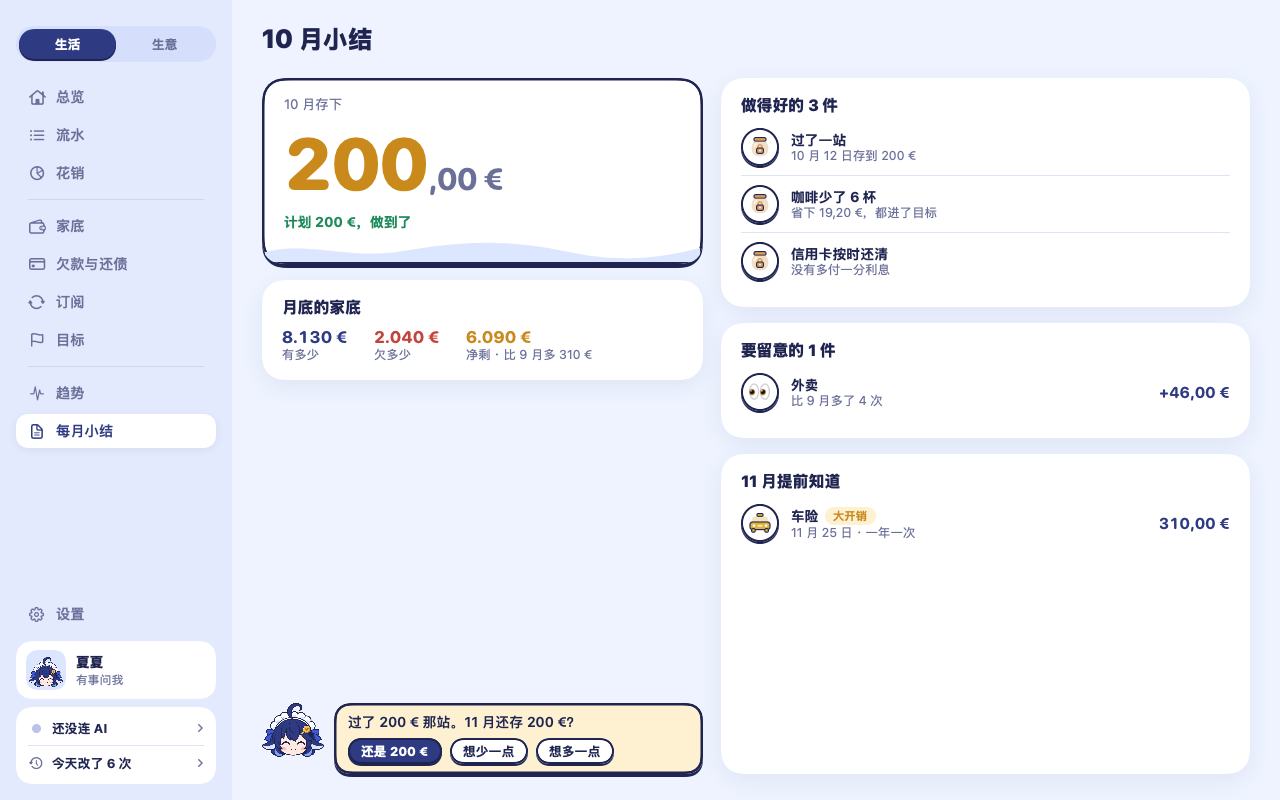 生活
生意
总览
流水
花销
家底
欠款与还债
订阅
目标
趋势
每月小结
设置
夏夏
有事问我
还没连 AI
今天改了 6 次
10 月小结
10 月存下
200,00 €
计划 200 €，做到了
月底的家底
8.130 €
有多少
2.040 €
欠多少
6.090 €
净剩 · 比 9 月多 310 €
过了 200 € 那站。11 月还存 200 €?
还是 200 €
想少一点
想多一点
做得好的 3 件
过了一站
10 月 12 日存到 200 €
咖啡少了 6 杯
省下 19,20 €，都进了目标
信用卡按时还清
没有多付一分利息
要留意的 1 件
外卖
比 9 月多了 4 次
+46,00 €
11 月提前知道
车险 大开销
11 月 25 日 · 一年一次
310,00 €